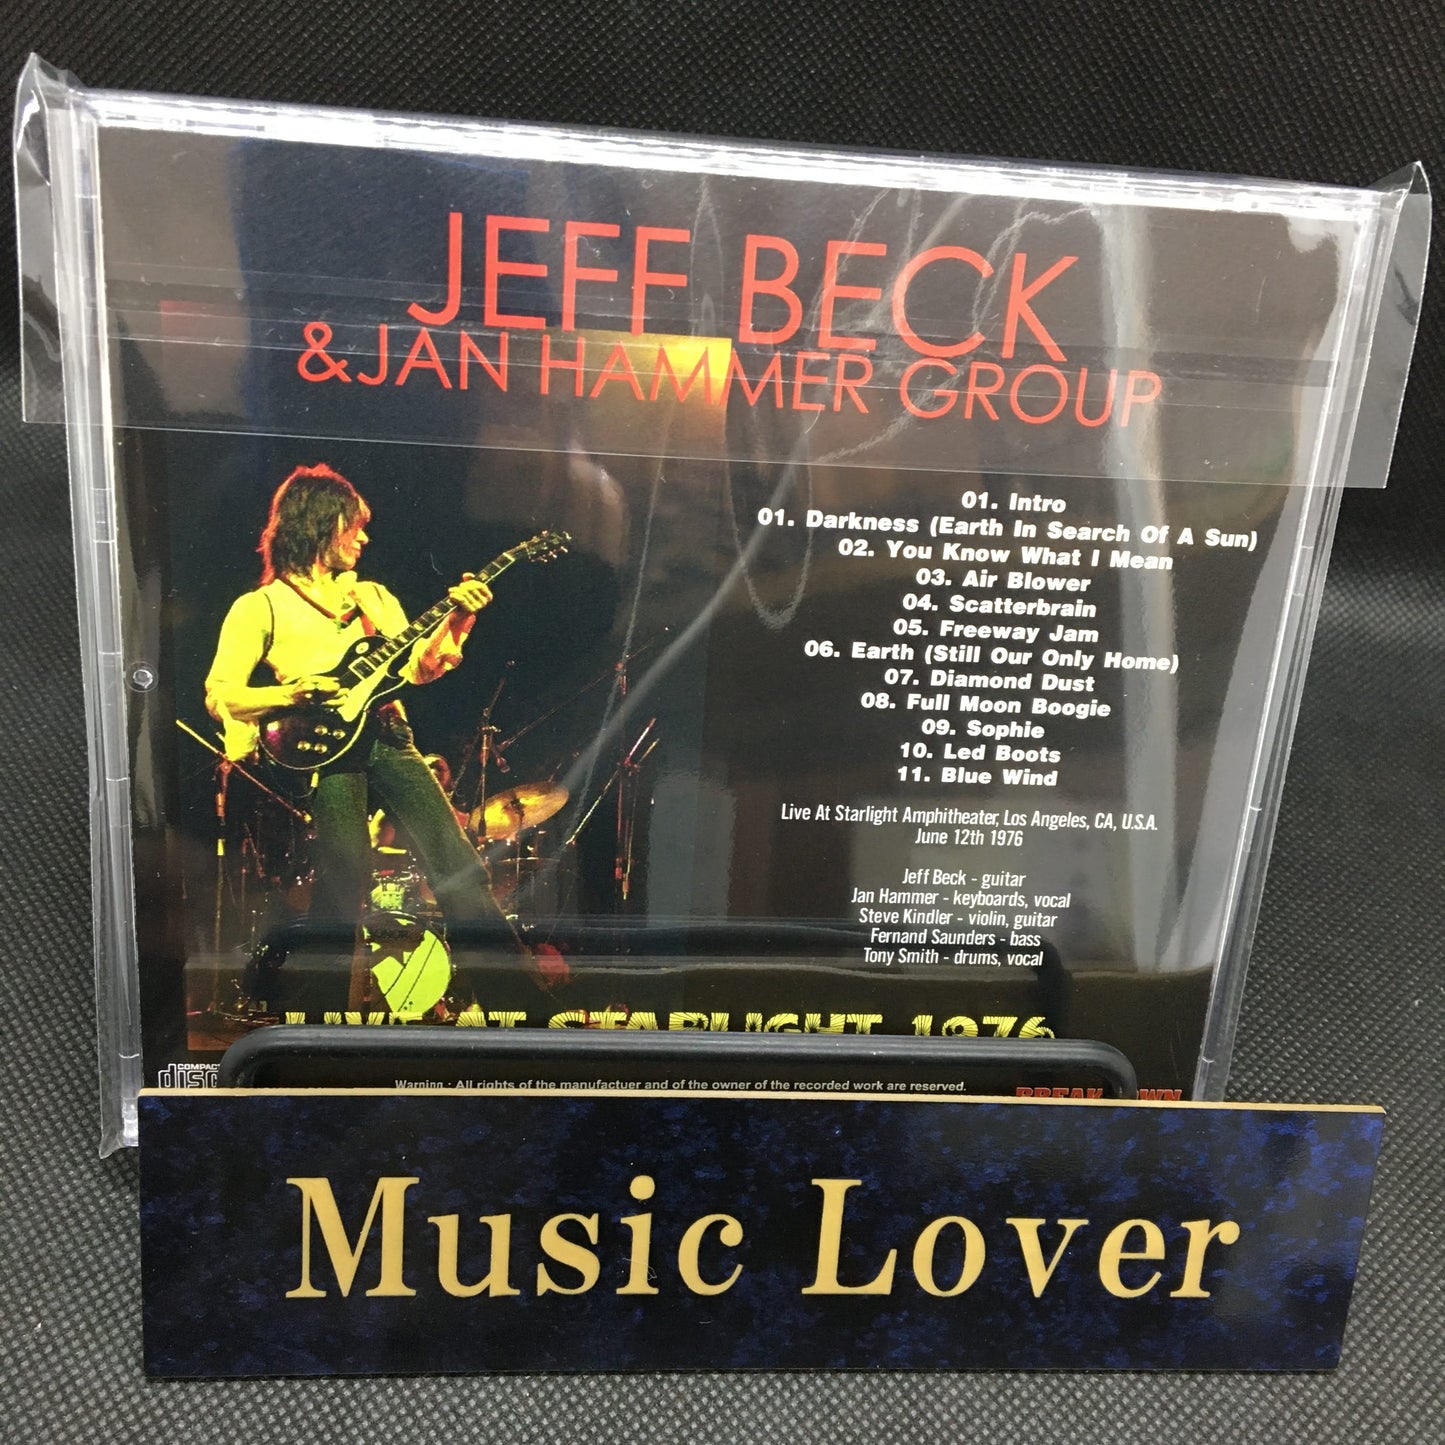 JEFF BECK
& JAN HAMMER GROUP
01. Intro
01. Darkness (Earth In Search Of A Sun)
02. You Know What I Mean
03. Air Blower
04. Scatterbrain
05. Freeway Jam
06. Earth (Still Our Only Home)
07. Diamond Dust
08. Full Moon Boogie
09. Sophie
10. Led Boots
11. Blue Wind
Live At Starlight Amphitheater, Los Angeles, CA, U.S.A.
June 12th 1976
Jeff Beck - guitar
Jan Hammer - keyboards, vocal
Steve Kindler - violin, guitar
Fernand Saunders - bass
Tony Smith - drums, vocal
LIVE AT STARLIGHT 1976
Warning : All rights of the manufactuer and of the owner of the recorded work are reserved.
Music Lover